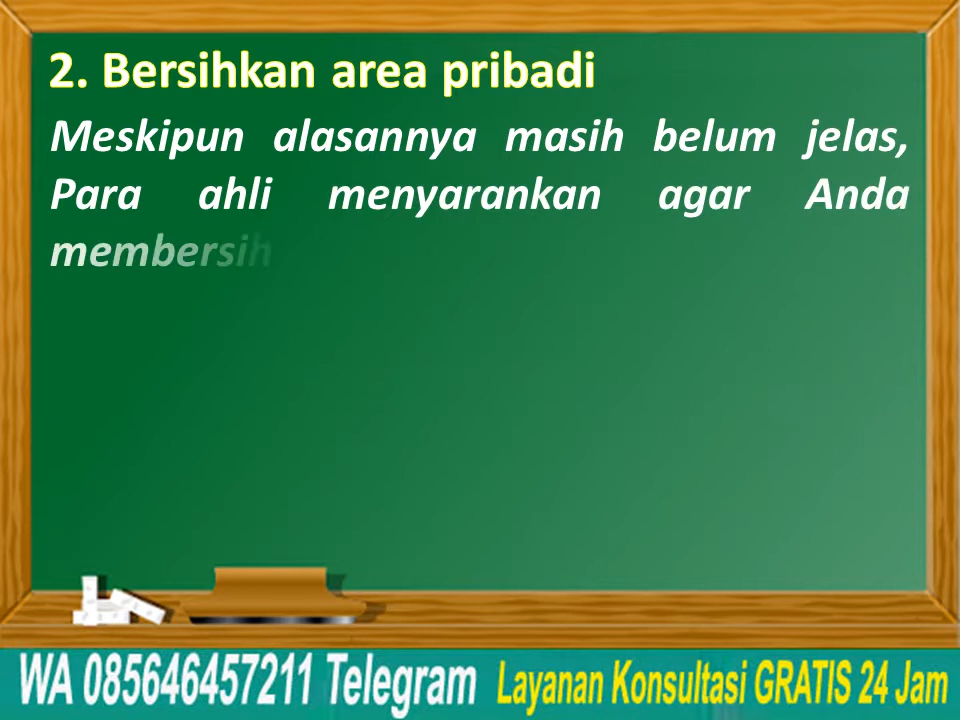 2. Bersihkan area pribadi
Meskipun alasannya masih belum jelas,
Para ahli menyarankan agar Anda
membersih
WA 085646457211 Telegram Layanan Konsultasi GRATIS 24 Jam